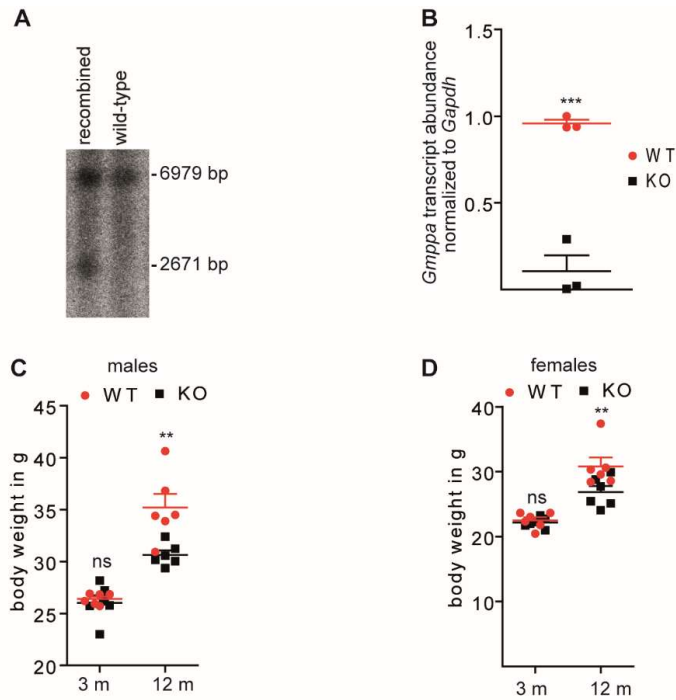 A
recombined
wild-type
-6979 bp
-2671 bp
B
Gmppa transcript abundance
normalized to Gapdh
1.5
1.0
0.5
***
WT
KO
C
males
WT KO
body weight in g
45
40
35
30
25
20
ns
**
3 m 12 m
D
females
WT KO
body weight in g
40
30
20
10
ns
**
3 m 12 m